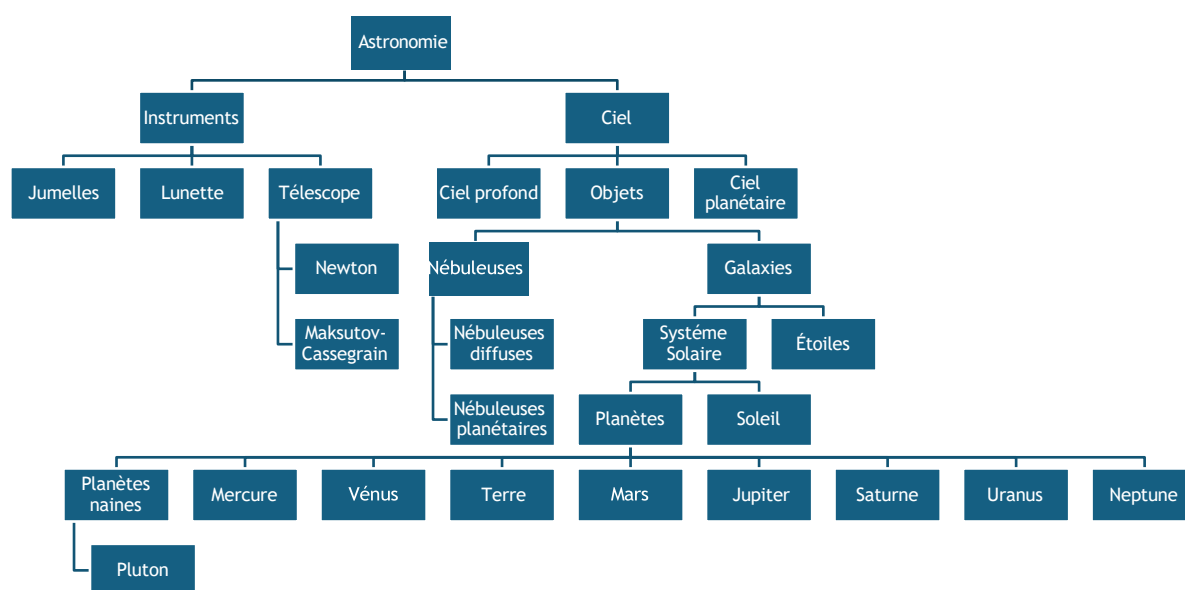 Astronomie
Instruments
Ciel
Jumelles
Lunette
Télescope
Ciel profond
Objets
Ciel
planétaire
Newton
Nébuleuses
Galaxies
Maksutov-
Cassegrain
Nébuleuses
diffuses
Systéme
Solaire
Étoiles
Nébuleuses
planétaires
Planètes
Soleil
Planètes
naines
Mercure
Vénus
Terre
Mars
Jupiter
Saturne
Uranus
Neptune
Pluton